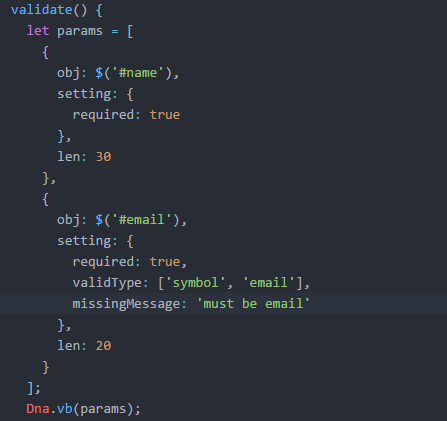 validate() {
let params = [
{
obj: $('#name'),
setting: {
required: true
},
len: 30
},
{
obj: $('#email'),
setting: {
required: true,
validType: ['symbol', 'email'],
missingMessage: 'must be email'
},
len: 20
}
];
Dna.vb(params);